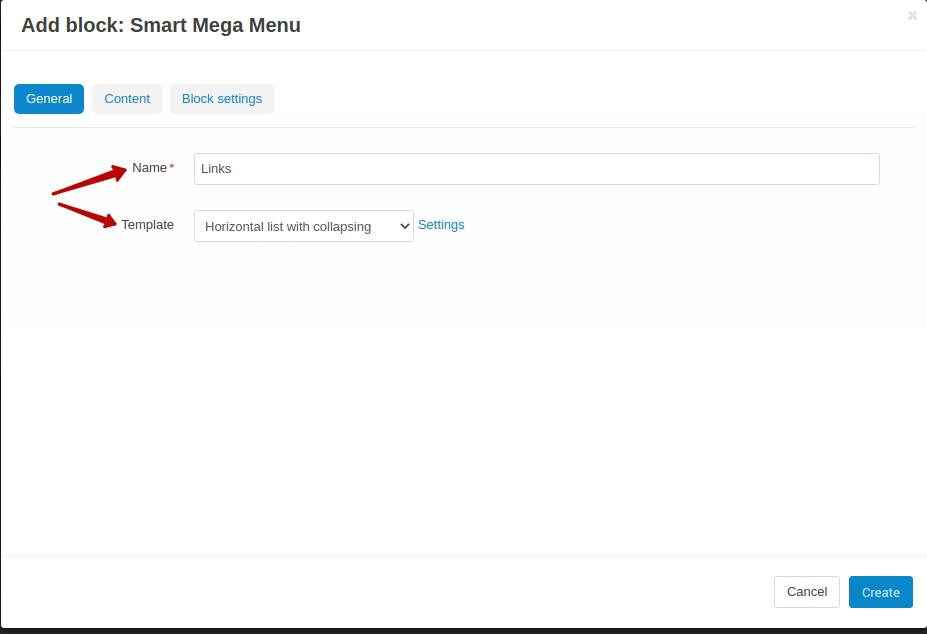 Add block: Smart Mega Menu
×
General Content Block settings
Name* Links
Template Horizontal list with collapsing Settings
Cancel Create